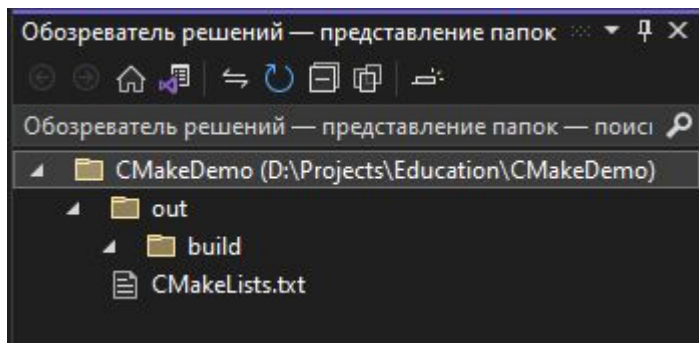 Обозреватель решений — представление папок
Обозреватель решений — представление папок — поиск
CMakeDemo (D:\Projects\Education\CMakeDemo)
out
build
CMakeLists.txt